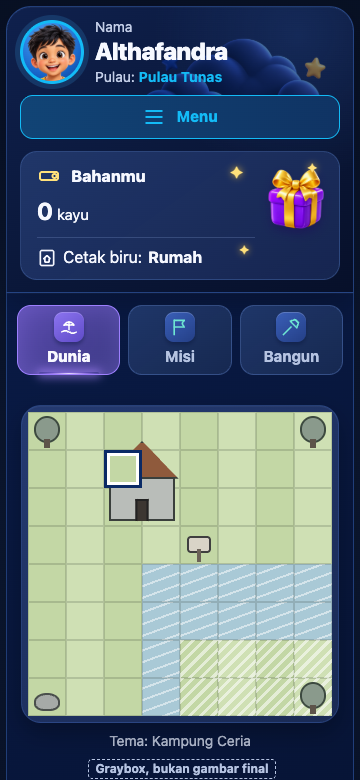 Nama
Althafandra
Pulau: Pulau Tunas
Menu
Bahanmu
0 kayu
Cetak biru: Rumah
Dunia
Misi
Bangun
Tema: Kampung Ceria
Graybox, bukan gambar final